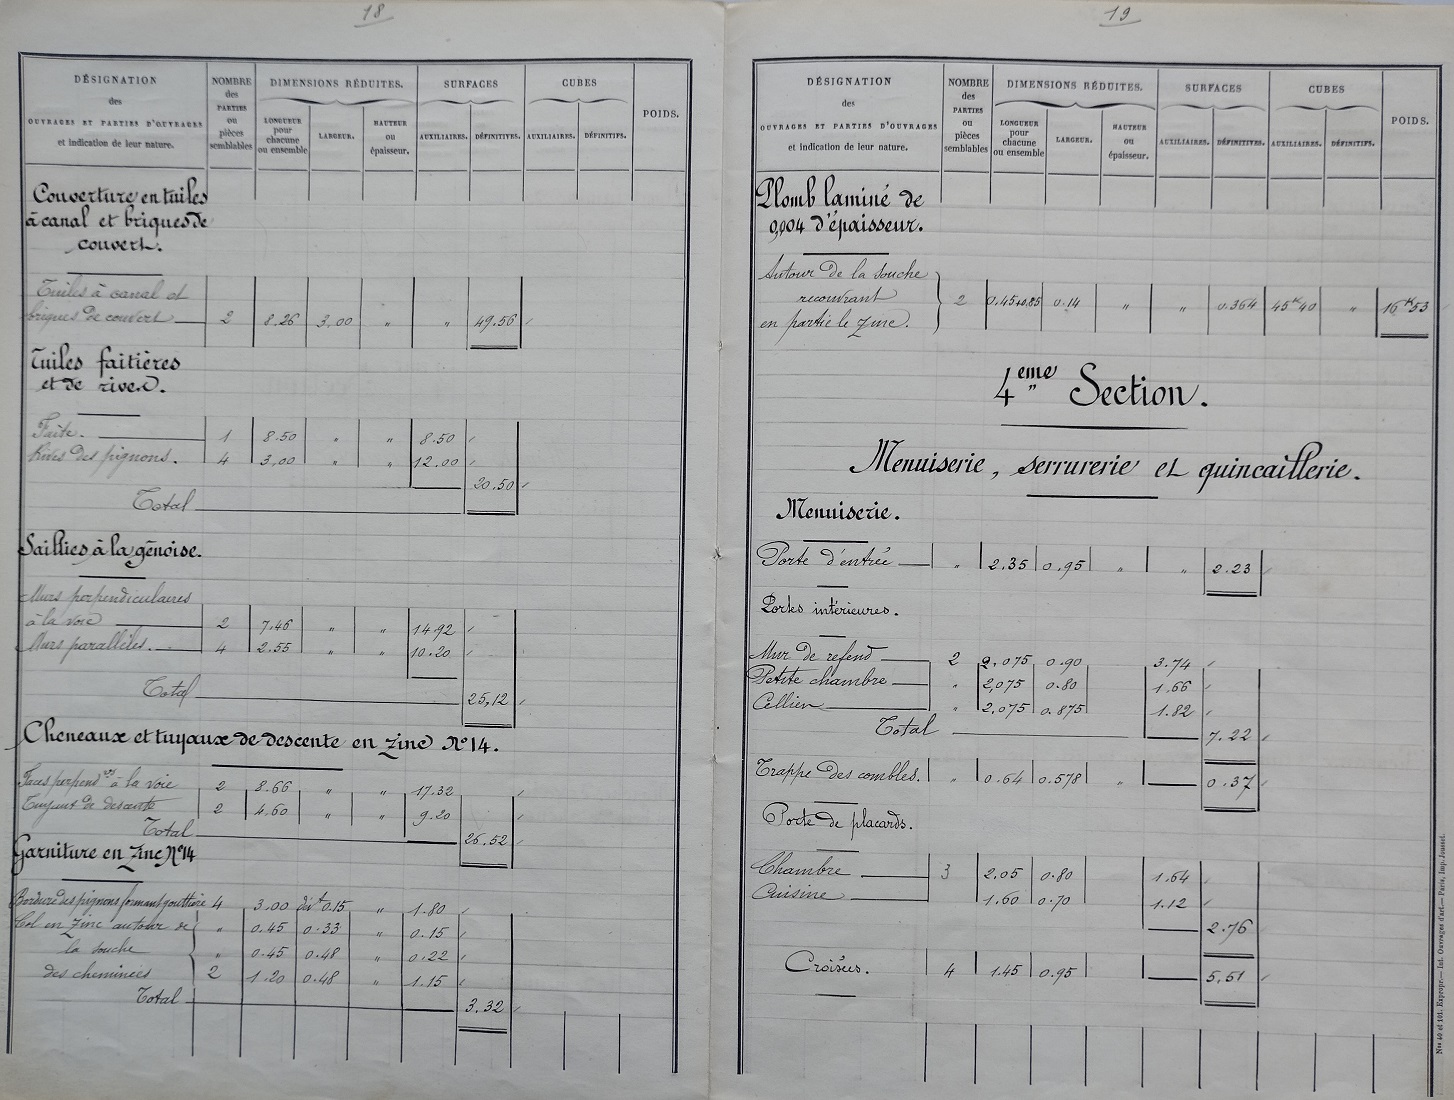 18
DÉSIGNATION
des
OUVRAGES ET PARTIES D'OUVRAGES
et indication de leur nature.
NOMBRE
des
PARTIES
ou
pièces
semblables
DIMENSIONS RÉDUITES.
LONGUEUR
pour
chacune
ou ensemble
LARGEUR.
HAUTEUR
ou
épaisseur.
SURFACES
AUXILIAIRES. DÉFINITIVES.
CUBES
AUXILIAIRES. DÉFINITIFS.
POIDS.
Couverture en tuiles
à canal et briques de
couvert.
Tuiles à canal et
briques de couvert 2 8.26 3,00 " " 49.56
Tuiles faitières
et de rives.
Faite. 1 8.50 " " 8.50
Rives des pignons. 4 3,00 " " 12.00
20.50
Total
Saillies à la génoise.
Murs perpendiculaires
à la voie 2 7.46 " " 14.92
Murs parallèles. 4 2.55 " " 10.20
Total 25,12
Cheneaux et tuyaux de descente en zinc N°14.
Faces perpend res à la voie 2 8.66 " " 17.32
Tuyaux de descente 2 4.60 " " 9.20
Total 26.52
Garniture en zinc N°14
Bordure des pignons formant gouttière 4 3.00 dév t 0.15 " 1.80
Col en zinc autour de " 0.45 0.33 " 0.15
la souche " 0.45 0.48 " 0.22
des cheminées 2 1.20 0.48 " 1.15
Total 3.32
19
DÉSIGNATION
des
OUVRAGES ET PARTIES D'OUVRAGES
et indication de leur nature.
NOMBRE
des
PARTIES
ou
pièces
semblables
DIMENSIONS RÉDUITES.
LONGUEUR
pour
chacune
ou ensemble
LARGEUR.
HAUTEUR
ou
épaisseur.
SURFACES
AUXILIAIRES. DÉFINITIVES.
CUBES
AUXILIAIRES. DÉFINITIFS.
POIDS.
Plomb laminé de
0,004 d'épaisseur.
Autour de la souche
recouvrant 2 0.45+0.85 0.14 " " 0.364 45K40 " 16K53
en partie le zinc.
4eme Section.
Menuiserie, serrurerie et quincaillerie.
Menuiserie.
Porte d'entrée " 2.35 0.95 " " 2.23
Portes intérieures.
Mur de refend 2 2.075 0.90 3.74
Petite chambre " 2,075 0.80 1.66
Cellier " 2.075 0.875 1.82
Total 7.22
Trappe des combles. " 0.64 0.578 " 0.37
Porte de placards.
Chambre 3 2,05 0.80 1.64
Cuisine 1.60 0.70 1.12
2.76
Croisées. 4 1.45 0.95 5,51
Nos 40 et 101. Expropr.— Int. Ouvrages d'art.— Paris, Imp. Jousset.